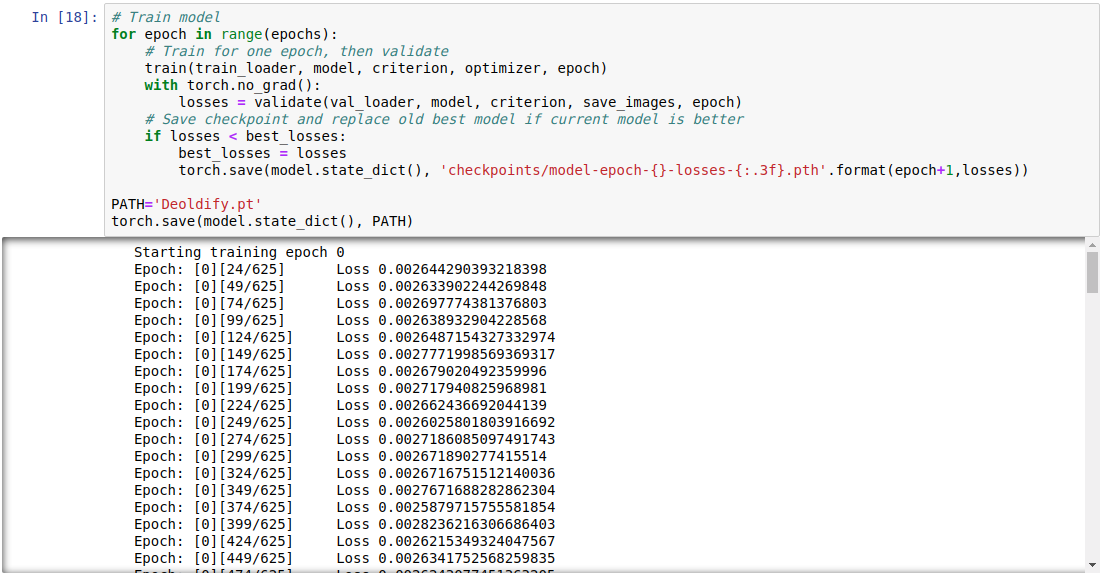 In [18]:
# Train model
for epoch in range(epochs):
    # Train for one epoch, then validate
    train(train_loader, model, criterion, optimizer, epoch)
    with torch.no_grad():
        losses = validate(val_loader, model, criterion, save_images, epoch)
    # Save checkpoint and replace old best model if current model is better
    if losses < best_losses:
        best_losses = losses
        torch.save(model.state_dict(), 'checkpoints/model-epoch-{}-losses-{:.3f}.pth'.format(epoch+1,losses))
PATH='Deoldify.pt'
torch.save(model.state_dict(), PATH)
Starting training epoch 0
Epoch: [0][24/625]      Loss 0.002644290393218398
Epoch: [0][49/625]      Loss 0.002633902244269848
Epoch: [0][74/625]      Loss 0.002697774381376803
Epoch: [0][99/625]      Loss 0.002638932904228568
Epoch: [0][124/625]     Loss 0.0026487154327332974
Epoch: [0][149/625]     Loss 0.0027771998569369317
Epoch: [0][174/625]     Loss 0.002679020492359996
Epoch: [0][199/625]     Loss 0.002717940825968981
Epoch: [0][224/625]     Loss 0.002662436692044139
Epoch: [0][249/625]     Loss 0.0026025801803916692
Epoch: [0][274/625]     Loss 0.0027186085097491743
Epoch: [0][299/625]     Loss 0.002671890277415514
Epoch: [0][324/625]     Loss 0.0026716751512140036
Epoch: [0][349/625]     Loss 0.0027671688282862304
Epoch: [0][374/625]     Loss 0.0025879715755581854
Epoch: [0][399/625]     Loss 0.0028236216306686403
Epoch: [0][424/625]     Loss 0.0026215349324047567
Epoch: [0][449/625]     Loss 0.0026341752568259835